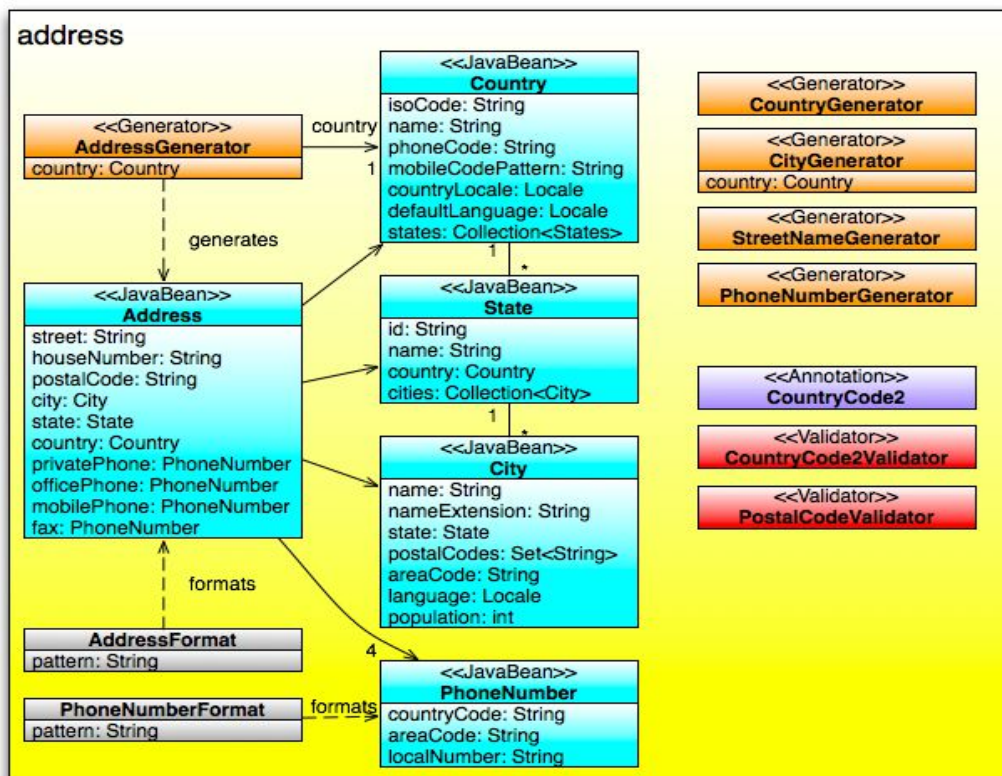 address
<<JavaBean>>
Country
isoCode: String
name: String
phoneCode: String
mobileCodePattern: String
countryLocale: Locale
defaultLanguage: Locale
states: Collection<States>
<<Generator>>
AddressGenerator
country: Country
country
1
generates
1
*
<<JavaBean>>
Address
street: String
houseNumber: String
postalCode: String
city: City
state: State
country: Country
privatePhone: PhoneNumber
officePhone: PhoneNumber
mobilePhone: PhoneNumber
fax: PhoneNumber
<<JavaBean>>
State
id: String
name: String
country: Country
cities: Collection<City>
1
*
<<JavaBean>>
City
name: String
nameExtension: String
state: State
postalCodes: Set<String>
areaCode: String
language: Locale
population: int
formats
AddressFormat
pattern: String
4
PhoneNumberFormat
pattern: String
formats
<<JavaBean>>
PhoneNumber
countryCode: String
areaCode: String
localNumber: String
<<Generator>>
CountryGenerator
<<Generator>>
CityGenerator
country: Country
<<Generator>>
StreetNameGenerator
<<Generator>>
PhoneNumberGenerator
<<Annotation>>
CountryCode2
<<Validator>>
CountryCode2Validator
<<Validator>>
PostalCodeValidator